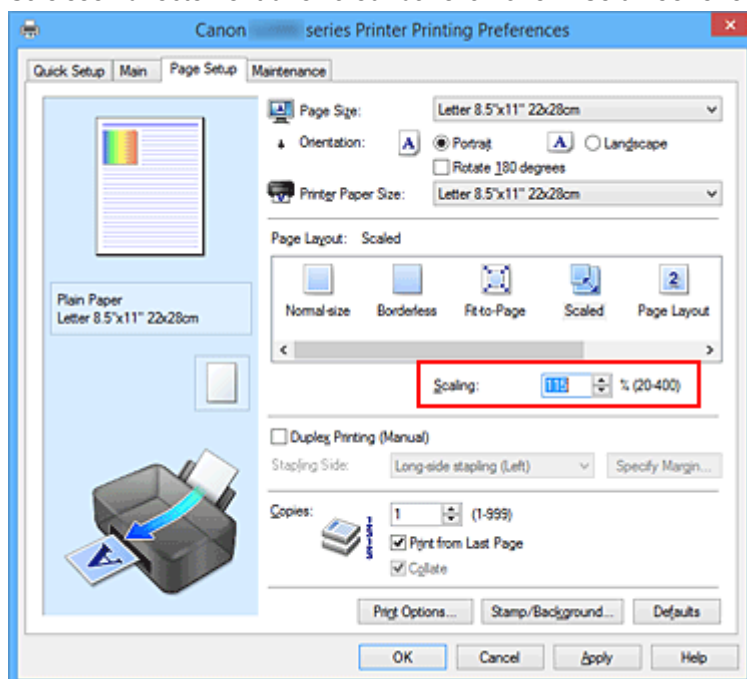 Canon series Printer Printing Preferences
Quick Setup Main Page Setup Maintenance
Page Size: Letter 8.5"x11" 22x28cm
Orientation: A Portrait A Landscape
Rotate 180 degrees
Printer Paper Size: Letter 8.5"x11" 22x28cm
Page Layout: Scaled
Normal-size Borderless Fit-to-Page Scaled 2 Page Layout
Plain Paper
Letter 8.5"x11" 22x28cm
Scaling: 115 % (20-400)
Duplex Printing (Manual)
Stapling Side: Long-side stapling (Left) Specify Margin...
Copies: 1 (1-999)
Print from Last Page
Collate
A
Print Options... Stamp/Background... Defaults
OK Cancel Apply Help